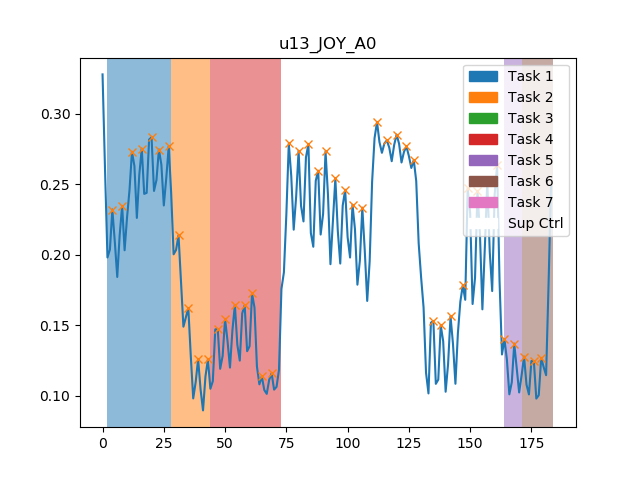 u13_JOY_A0
0.30
0.25
0.20
0.15
0.10
0
25
50
75
100
125
150
175
Task 1
Task 2
Task 3
Task 4
Task 5
Task 6
Task 7
Sup Ctrl